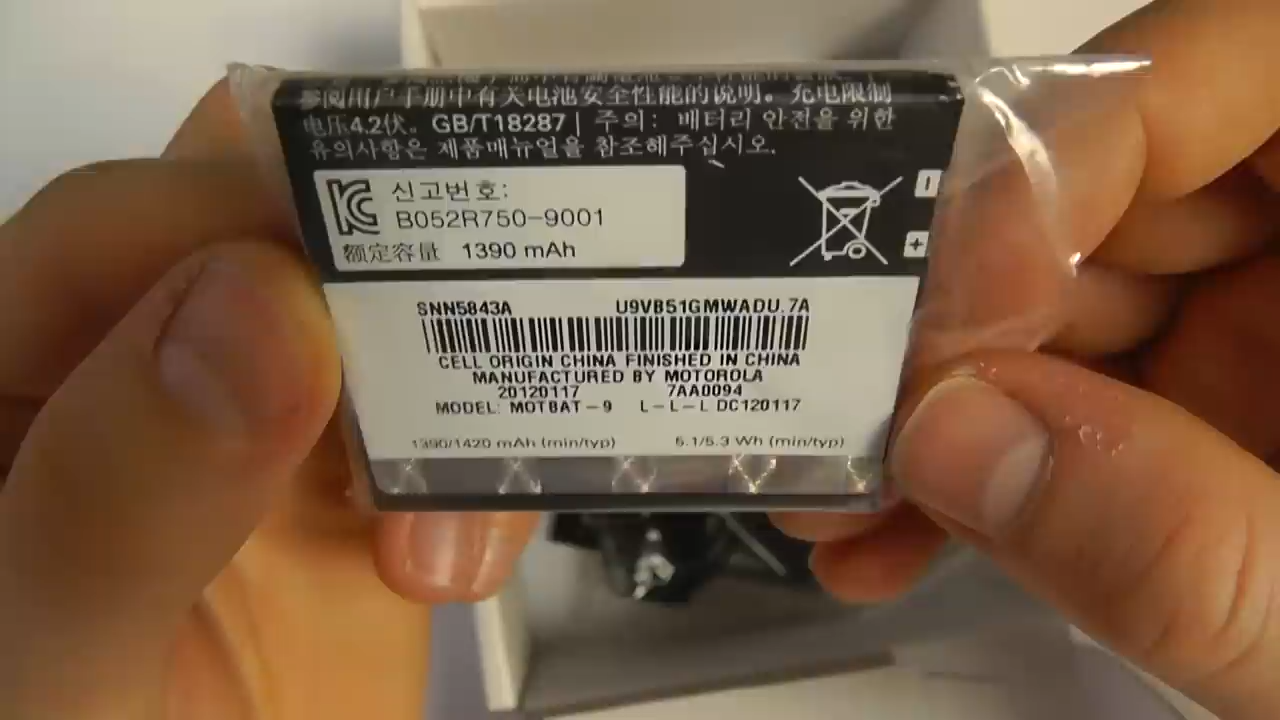 参阅用户手册中有关电池安全性能的说明。充电限制
电压4.2伏。GB/T18287 | 주의: 배터리 안전을 위한
유의사항은 제품매뉴얼을 참조해주십시오.
신고번호:
B052R750-9001
额定容量 1390 mAh
SNN5843A U9VB51GMWADU.7A
CELL ORIGIN CHINA FINISHED IN CHINA
MANUFACTURED BY MOTOROLA
20120117 7AA0094
MODEL: MOTBAT-9 L-L-L DC120117
1390/1420 mAh (min/typ) 5.1/5.3 Wh (min/typ)